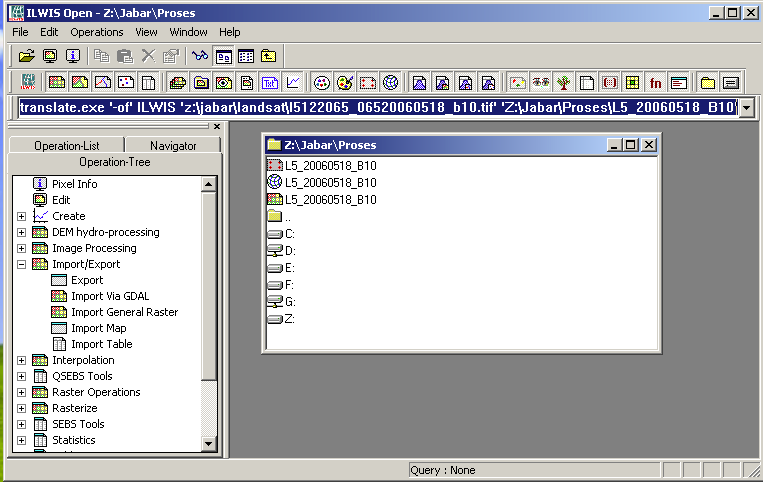 ILWIS Open - Z:\Jabar\Proses
File Edit Operations View Window Help
Txt fn
translate.exe '-of' ILWIS 'z:\jabar\landsat\l5122065_06520060518_b10.tif' 'Z:\Jabar\Proses\L5_20060518_B10'
Operation-List Navigator
Operation-Tree
Pixel Info
Edit
Create
DEM hydro-processing
Image Processing
Import/Export
Export
Import Via GDAL
Import General Raster
Import Map
Import Table
Interpolation
QSEBS Tools
Raster Operations
Rasterize
SEBS Tools
Statistics
Z:\Jabar\Proses
L5_20060518_B10
L5_20060518_B10
L5_20060518_B10
..
C:
D:
E:
F:
G:
Z:
Query : None